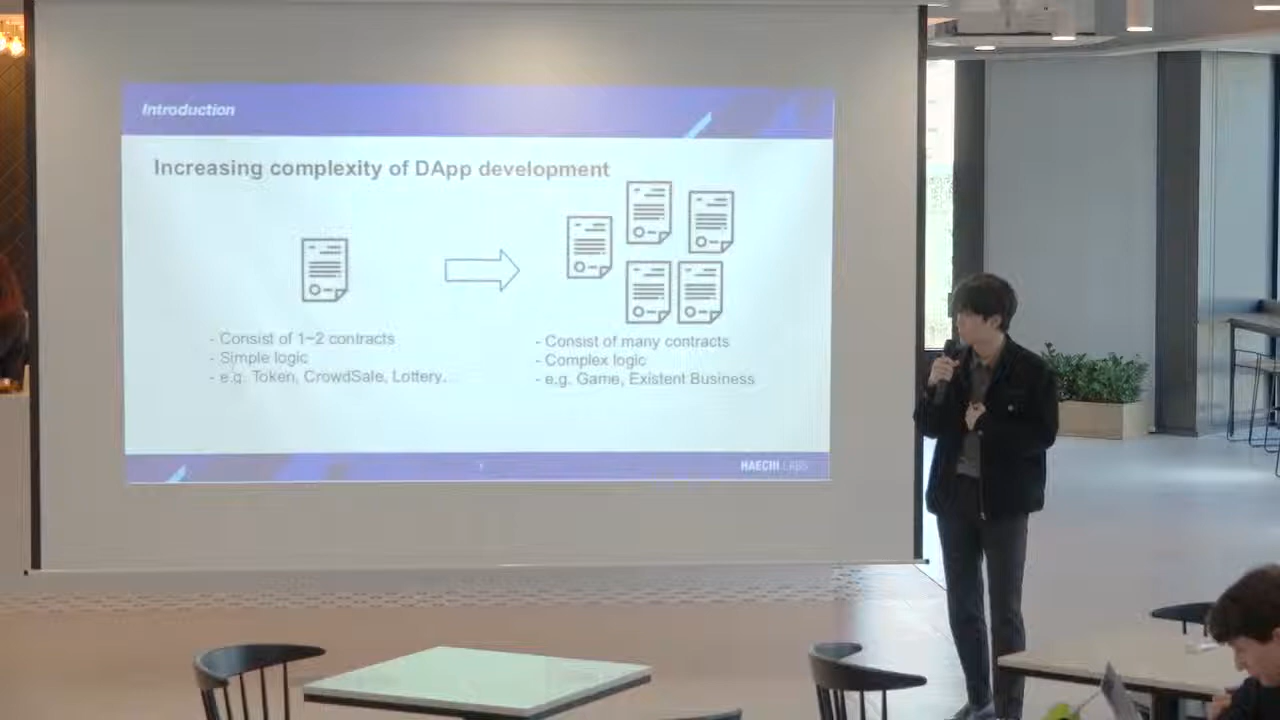 Introduction
Increasing complexity of DApp development
- Consist of 1~2 contracts
- Simple logic
- e.g. Token, CrowdSale, Lottery.
- Consist of many contracts
- Complex logic
- e.g. Game, Existent Business
HAECHI LABS